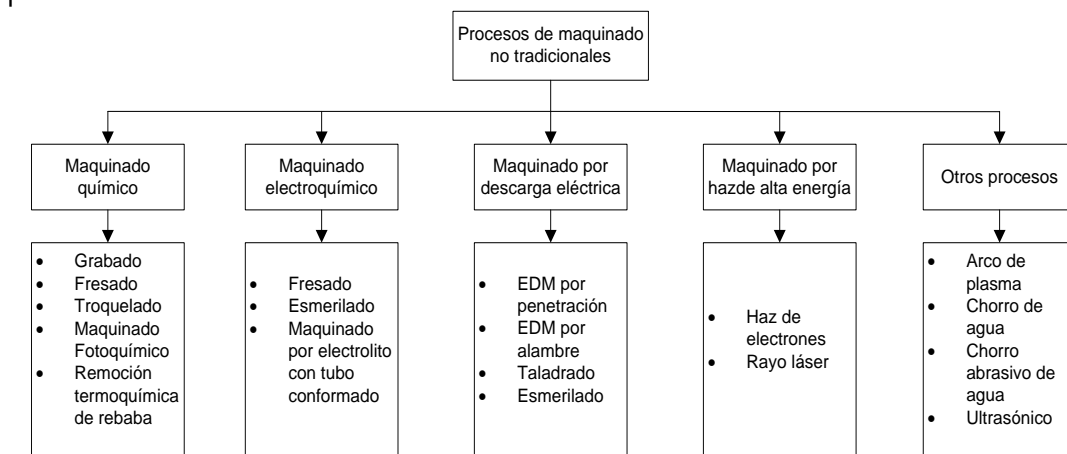 Procesos de maquinado
no tradicionales
Maquinado
químico
Maquinado
electroquímico
Maquinado por
descarga eléctrica
Maquinado por
hazde alta energía
Otros procesos
• Grabado
• Fresado
• Troquelado
• Maquinado
Fotoquímico
• Remoción
termoquímica
de rebaba
• Fresado
• Esmerilado
• Maquinado
por electrolito
con tubo
conformado
• EDM por
penetración
• EDM por
alambre
• Taladrado
• Esmerilado
• Haz de
electrones
• Rayo láser
• Arco de
plasma
• Chorro de
agua
• Chorro
abrasivo de
agua
• Ultrasónico